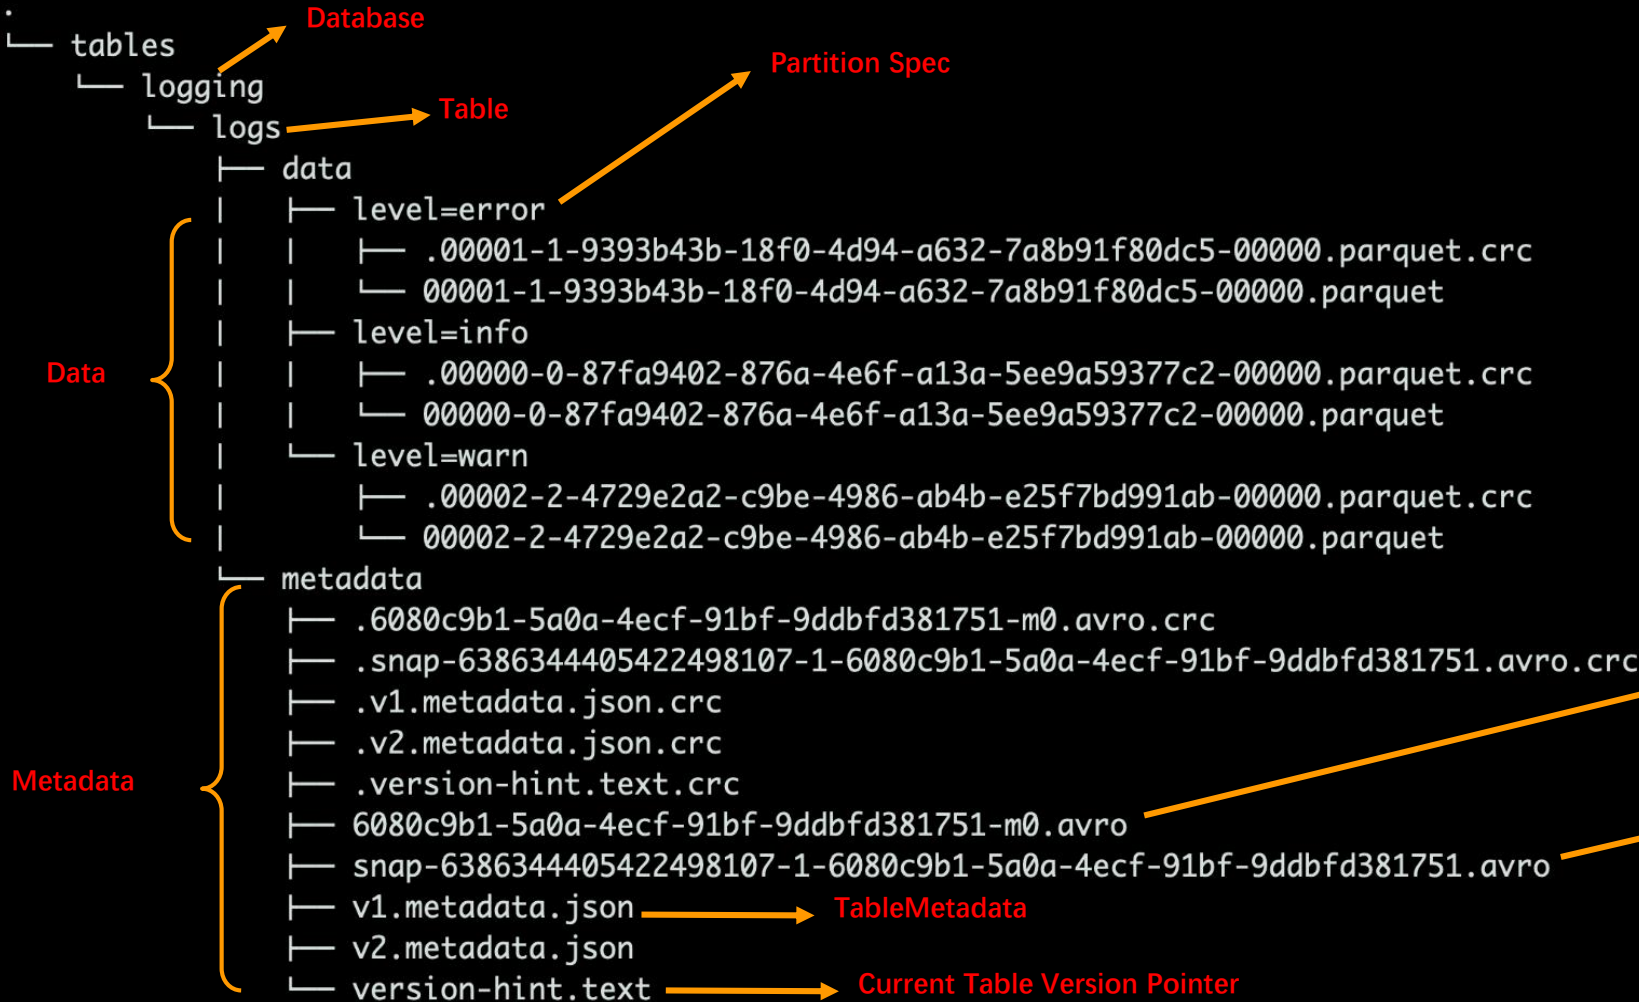 .
└── tables
Database
└── logging
Partition Spec
└── logs
Table
├── data
│ ├── level=error
│ │ ├── .00001-1-9393b43b-18f0-4d94-a632-7a8b91f80dc5-00000.parquet.crc
│ │ └── 00001-1-9393b43b-18f0-4d94-a632-7a8b91f80dc5-00000.parquet
│ ├── level=info
Data
│ │ ├── .00000-0-87fa9402-876a-4e6f-a13a-5ee9a59377c2-00000.parquet.crc
│ │ └── 00000-0-87fa9402-876a-4e6f-a13a-5ee9a59377c2-00000.parquet
│ └── level=warn
│ ├── .00002-2-4729e2a2-c9be-4986-ab4b-e25f7bd991ab-00000.parquet.crc
│ └── 00002-2-4729e2a2-c9be-4986-ab4b-e25f7bd991ab-00000.parquet
└── metadata
├── .6080c9b1-5a0a-4ecf-91bf-9ddbfd381751-m0.avro.crc
├── .snap-6386344405422498107-1-6080c9b1-5a0a-4ecf-91bf-9ddbfd381751.avro.crc
├── .v1.metadata.json.crc
├── .v2.metadata.json.crc
Metadata
├── .version-hint.text.crc
├── 6080c9b1-5a0a-4ecf-91bf-9ddbfd381751-m0.avro
├── snap-6386344405422498107-1-6080c9b1-5a0a-4ecf-91bf-9ddbfd381751.avro
├── v1.metadata.json
TableMetadata
├── v2.metadata.json
└── version-hint.text
Current Table Version Pointer